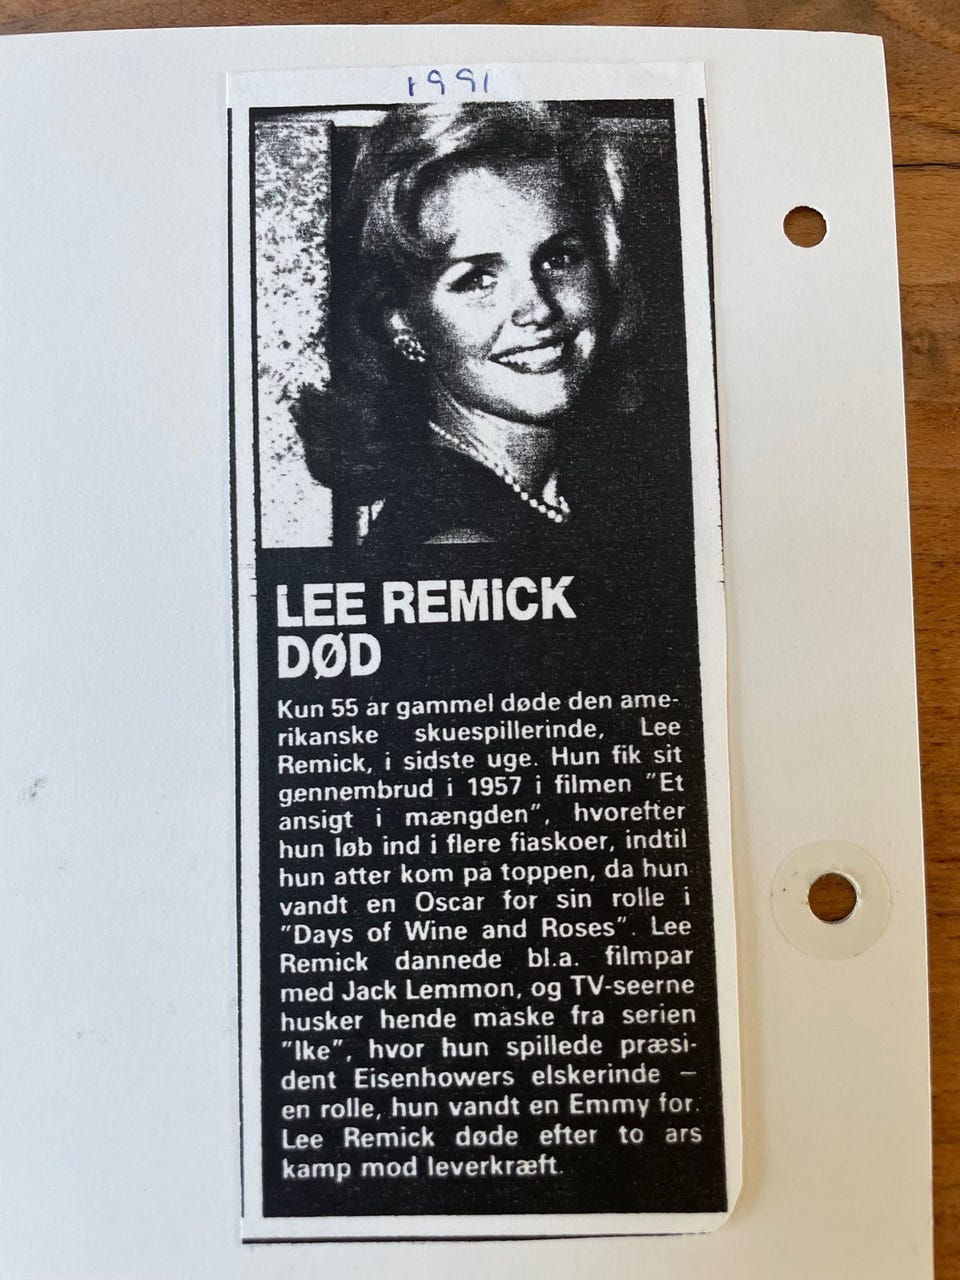 1991
LEE REMICK
DØD
Kun 55 år gammel døde den ame-
rikanske skuespillerinde, Lee
Remick, i sidste uge. Hun fik sit
gennembrud i 1957 i filmen "Et
ansigt i mængden", hvorefter
hun løb ind i flere fiaskoer, indtil
hun atter kom på toppen, da hun
vandt en Oscar for sin rolle i
"Days of Wine and Roses". Lee
Remick dannede bl.a. filmpar
med Jack Lemmon, og TV-seerne
husker hende måske fra serien
"Ike", hvor hun spillede præsi-
dent Eisenhowers elskerinde –
en rolle, hun vandt en Emmy for.
Lee Remick døde efter to års
kamp mod leverkræft.